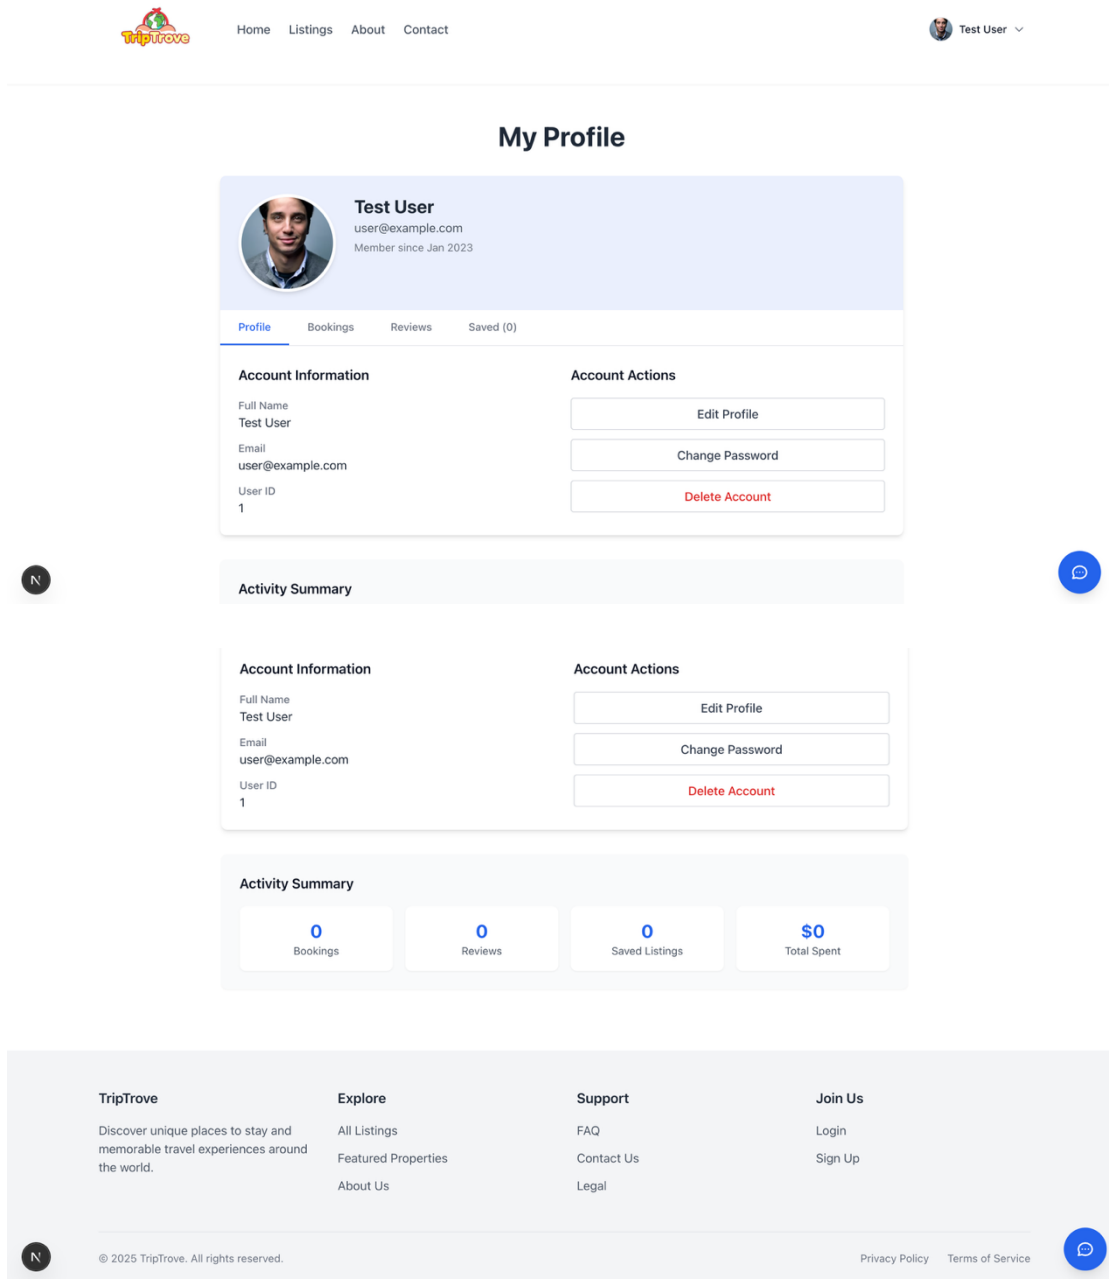 TripTrove
Home Listings About Contact
Test User
My Profile
Test User
user@example.com
Member since Jan 2023
Profile Bookings Reviews Saved (0)
Account Information
Full Name
Test User
Email
user@example.com
User ID
1
Account Actions
Edit Profile
Change Password
Delete Account
N
Activity Summary
Account Information
Full Name
Test User
Email
user@example.com
User ID
1
Account Actions
Edit Profile
Change Password
Delete Account
Activity Summary
0
Bookings
0
Reviews
0
Saved Listings
$0
Total Spent
TripTrove
Discover unique places to stay and
memorable travel experiences around
the world.
Explore
All Listings
Featured Properties
About Us
Support
FAQ
Contact Us
Legal
Join Us
Login
Sign Up
N
© 2025 TripTrove. All rights reserved.
Privacy Policy Terms of Service